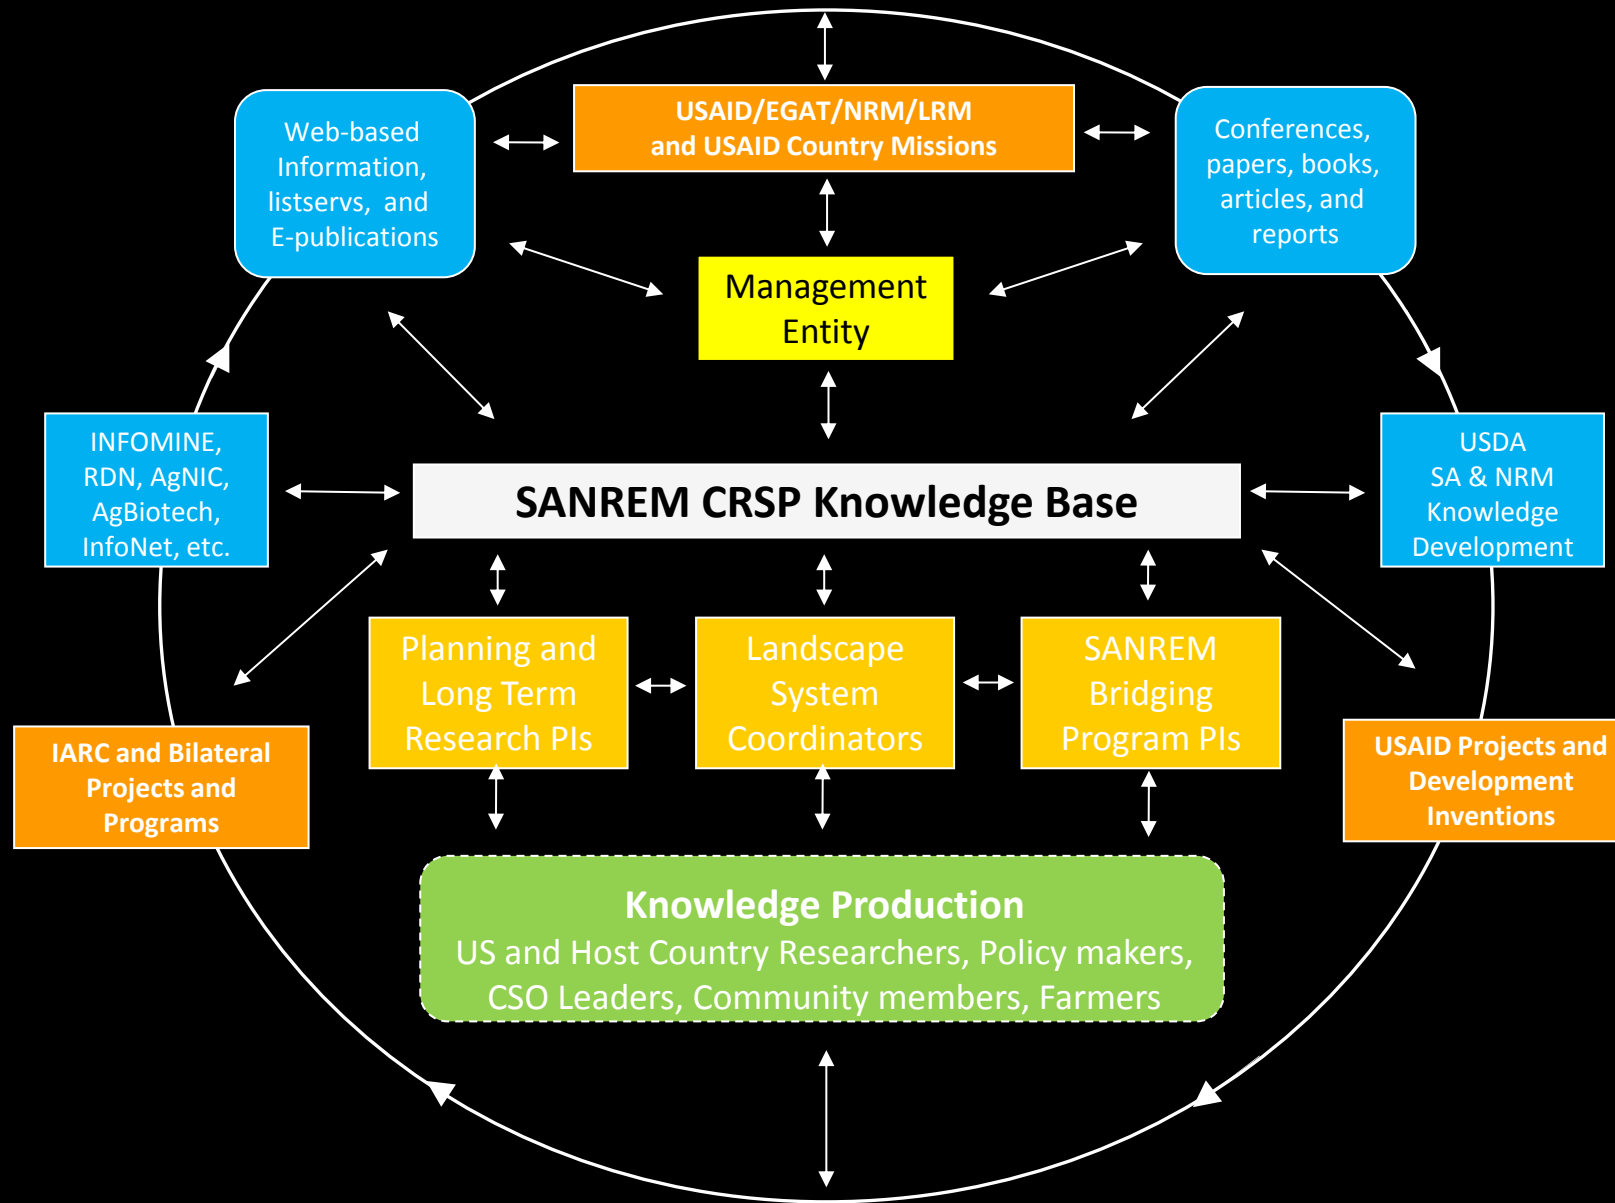 USAID/EGAT/NRM/LRM
and USAID Country Missions
Web-based
Information,
listservs, and
E-publications
Conferences,
papers, books,
articles, and
reports
Management
Entity
INFOMINE,
RDN, AgNIC,
AgBiotech,
InfoNet, etc.
SANREM CRSP Knowledge Base
USDA
SA & NRM
Knowledge
Development
Planning and
Long Term
Research PIs
Landscape
System
Coordinators
SANREM
Bridging
Program PIs
IARC and Bilateral
Projects and
Programs
USAID Projects and
Development
Inventions
Knowledge Production
US and Host Country Researchers, Policy makers,
CSO Leaders, Community members, Farmers